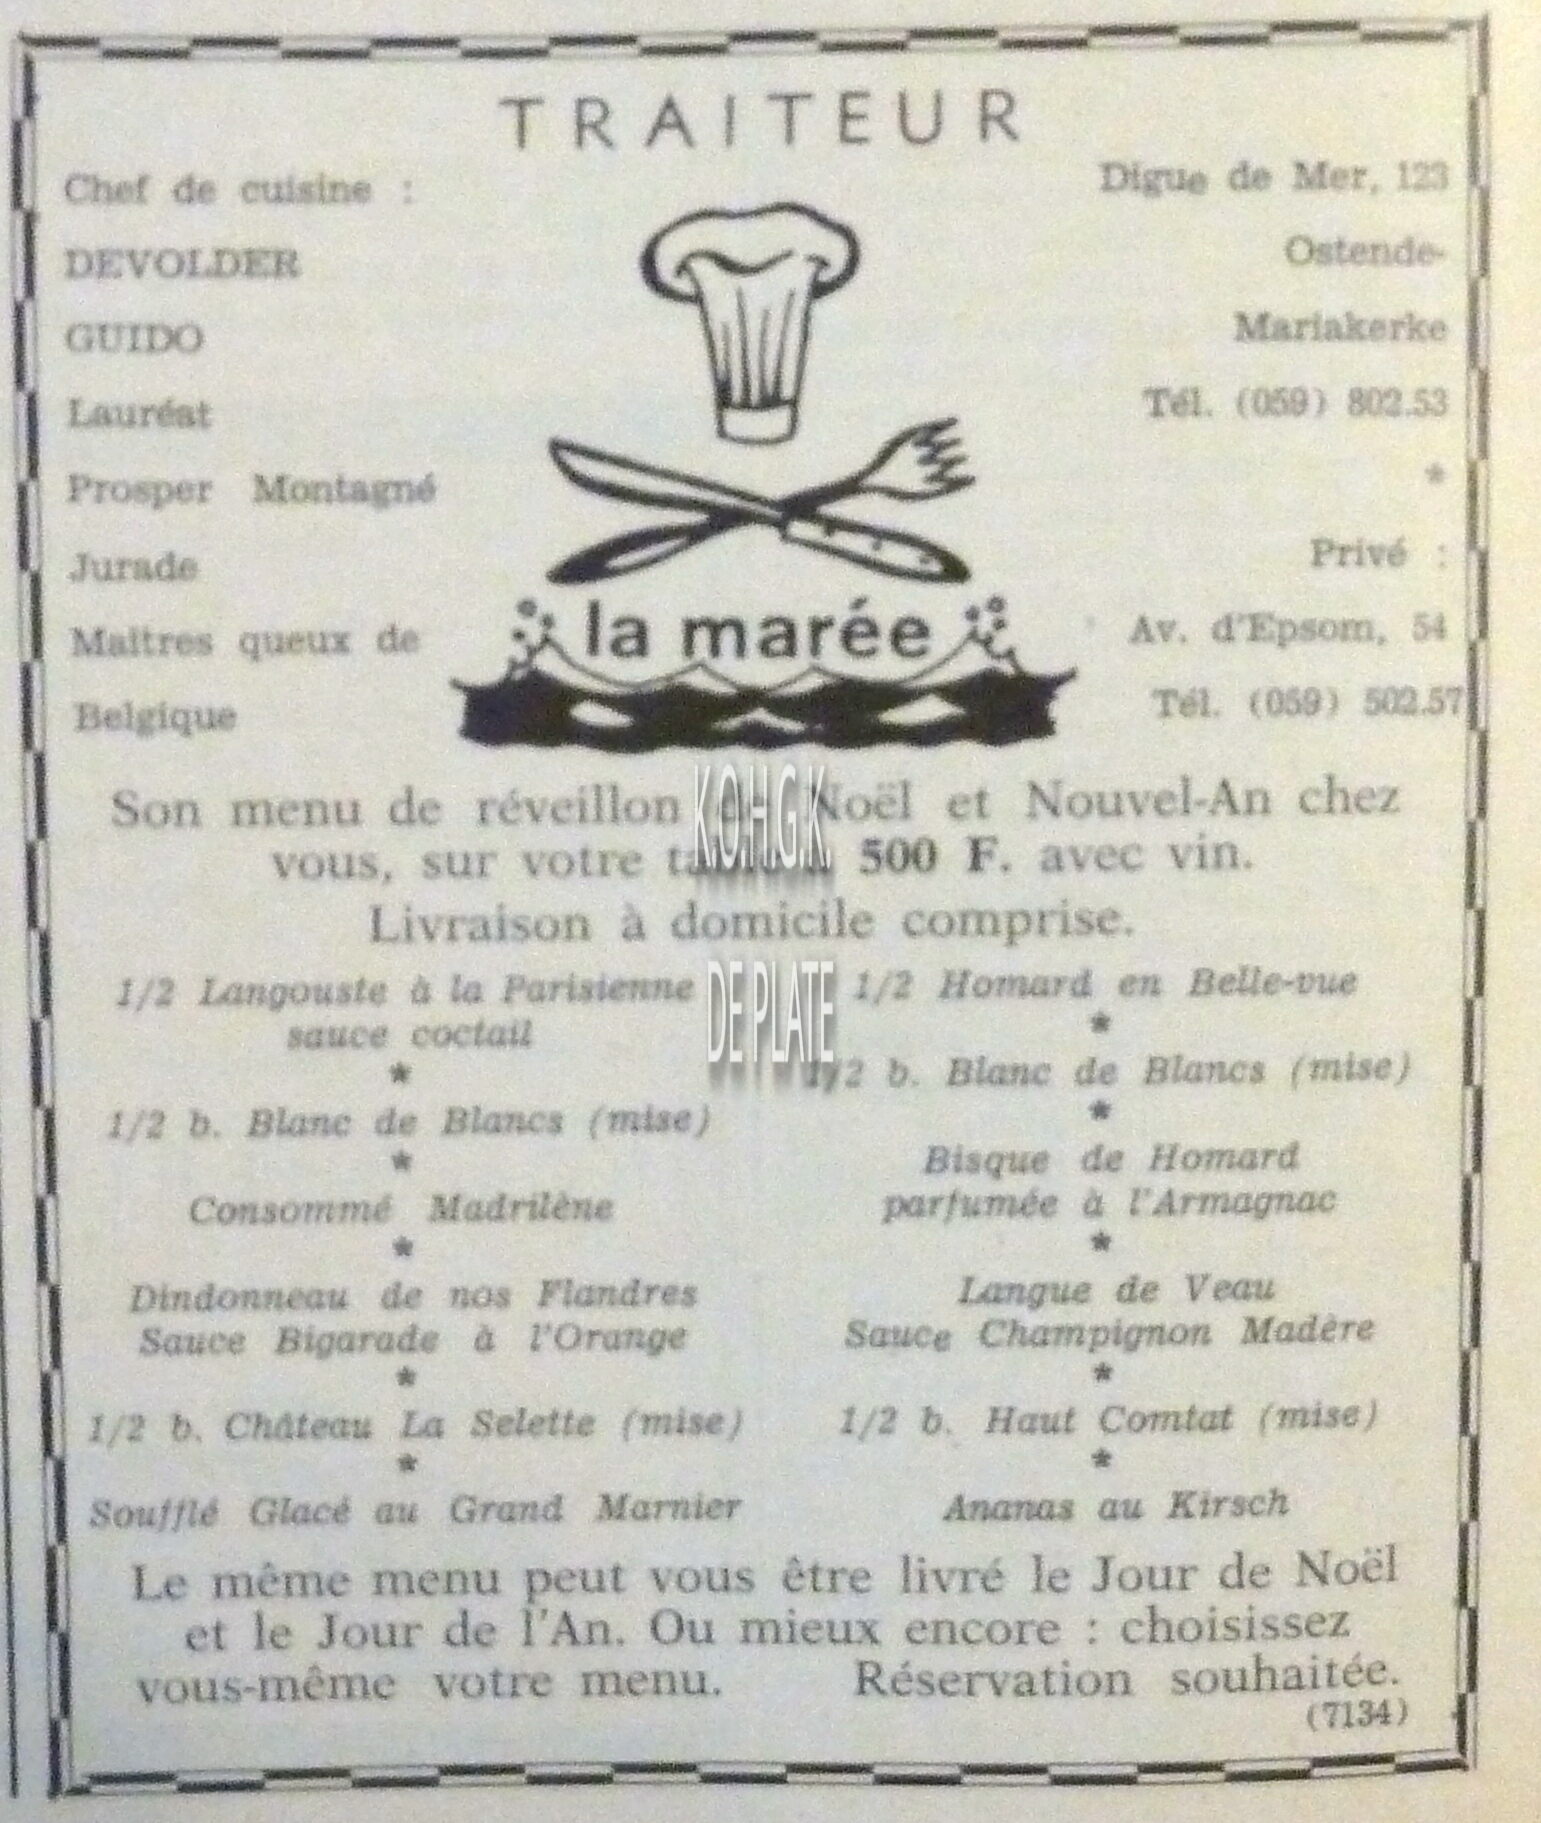 TRAITEUR
Chef de cuisine :
DEVOLDER
GUIDO
Lauréat
Prosper Montagné
Jurade
Maîtres queux de
Belgique
Digue de Mer, 123
Ostende-
Mariakerke
Tél. (059) 802.53
*
Privé :
Av. d'Epsom, 54
Tél. (059) 502.57
la marée
Son menu de réveillon de Noël et Nouvel-An chez
vous, sur votre table à 500 F. avec vin.
Livraison à domicile comprise.
K.O.H.G.K.
DE PLATE
1/2 Langouste à la Parisienne
sauce coctail
*
1/2 b. Blanc de Blancs (mise)
*
Consommé Madrilène
*
Dindonneau de nos Flandres
Sauce Bigarade à l'Orange
*
1/2 b. Château La Selette (mise)
*
Soufflé Glacé au Grand Marnier
1/2 Homard en Belle-vue
*
1/2 b. Blanc de Blancs (mise)
*
Bisque de Homard
parfumée à l'Armagnac
*
Langue de Veau
Sauce Champignon Madère
*
1/2 b. Haut Comtat (mise)
*
Ananas au Kirsch
Le même menu peut vous être livré le Jour de Noël
et le Jour de l'An. Ou mieux encore : choisissez
vous-même votre menu. Réservation souhaitée.
(7134)